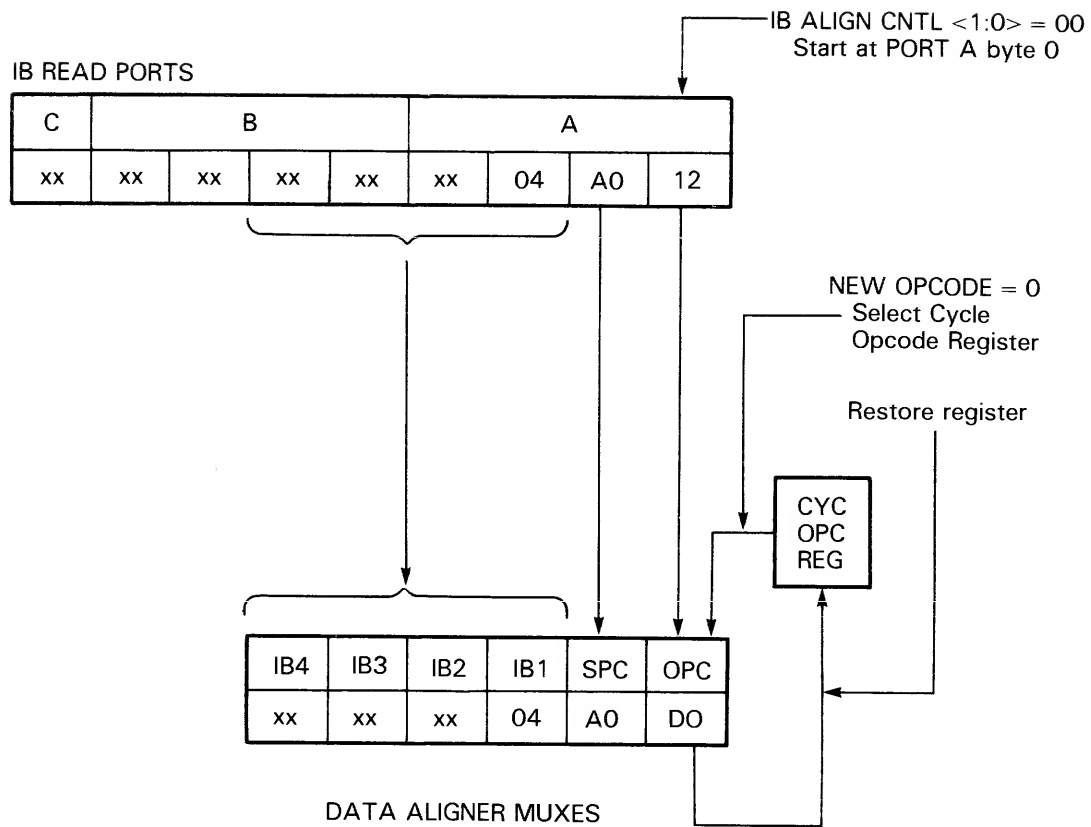 IB ALIGN CNTL <1:0> = 00
Start at PORT A byte 0
IB READ PORTS
C B A
xx xx xx xx xx xx 04 A0 12
NEW OPCODE = 0
Select Cycle
Opcode Register
Restore register
CYC
OPC
REG
IB4 IB3 IB2 IB1 SPC OPC
xx xx xx 04 A0 DO
DATA ALIGNER MUXES